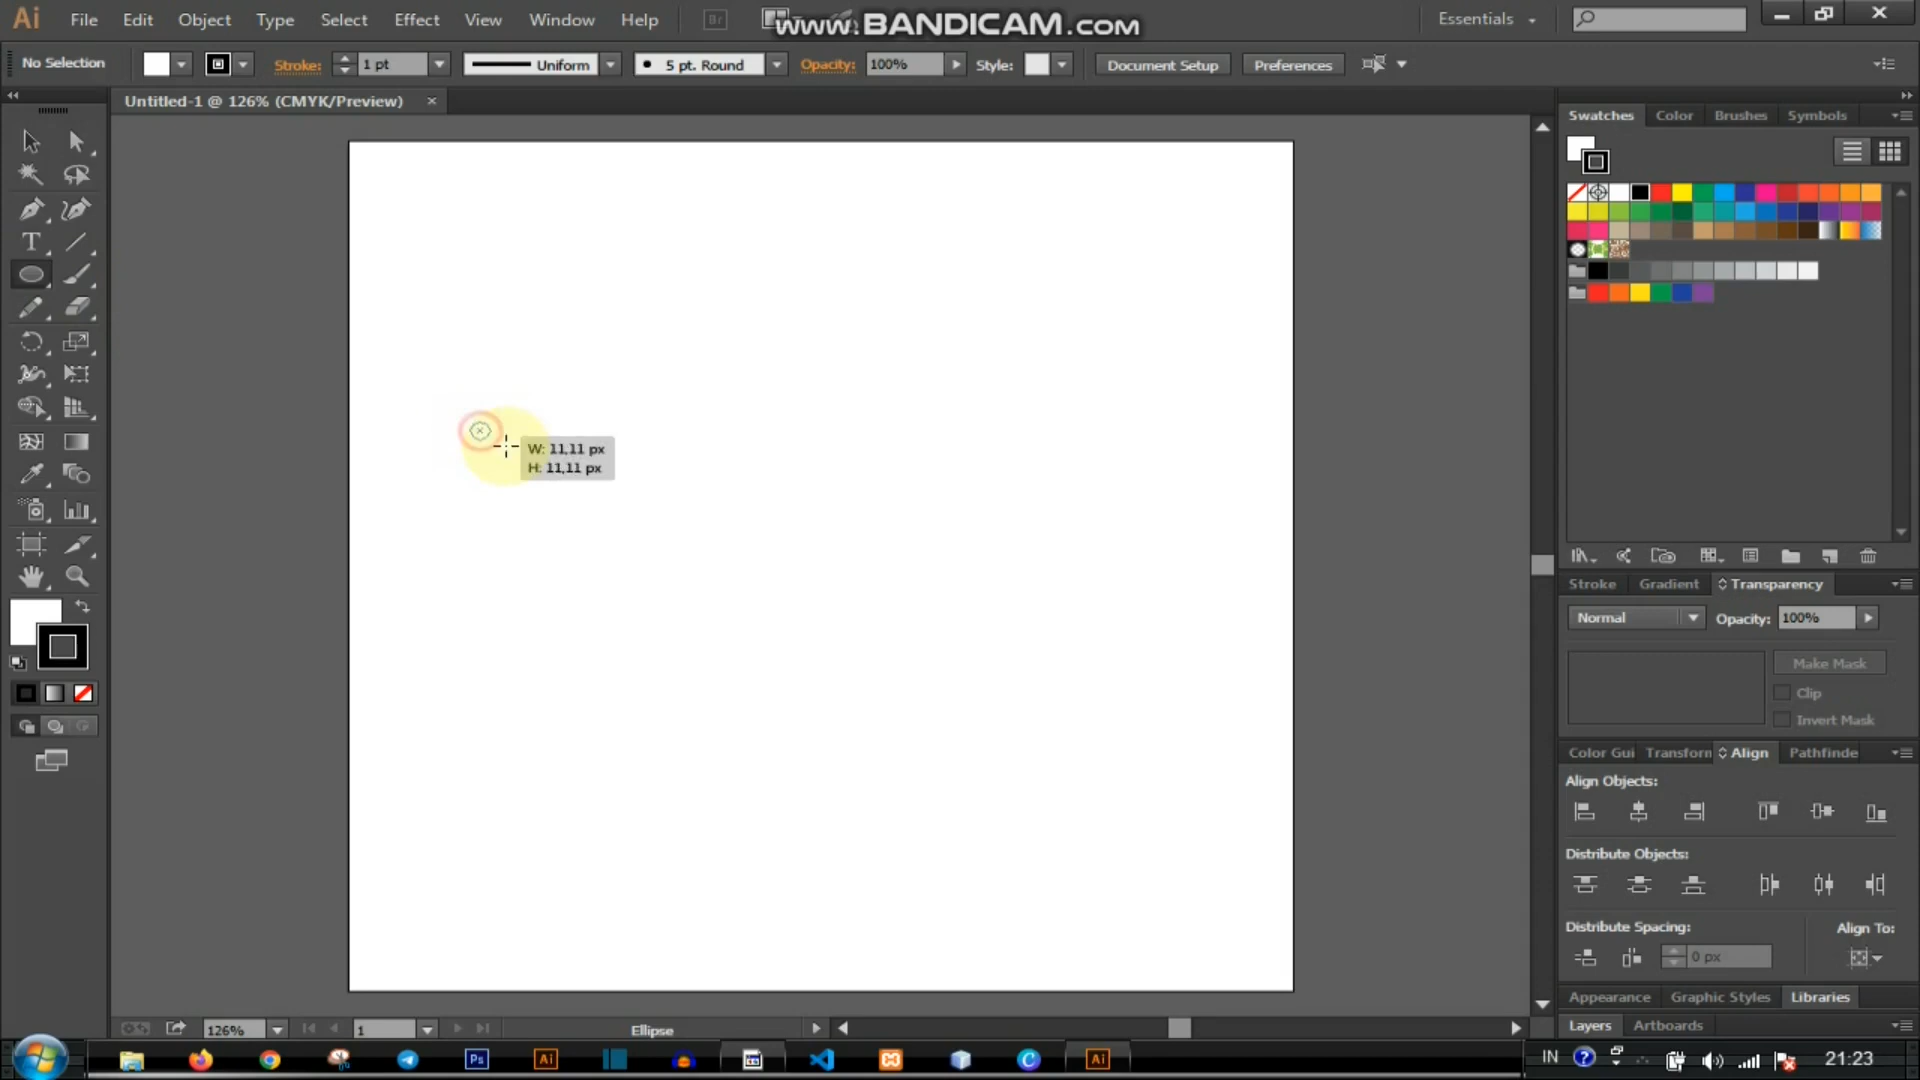 Ai File Edit Object Type Select Effect View Window Help Br www.BANDICAM.com Essentials
No Selection Stroke: 1 pt Uniform 5 pt. Round Opacity: 100% Style: Document Setup Preferences
Untitled-1 @ 126% (CMYK/Preview)
Swatches Color Brushes Symbols
T
W: 11,11 px
H: 11,11 px
Stroke Gradient Transparency
Normal Opacity: 100%
Make Mask
Clip
Invert Mask
Color Gui Transforn Align Pathfinde
Align Objects:
Distribute Objects:
Distribute Spacing: Align To:
0 px
Appearance Graphic Styles Libraries
Layers Artboards
126% 1 Ellipse
Ps Ai C Ai IN ? 21:23